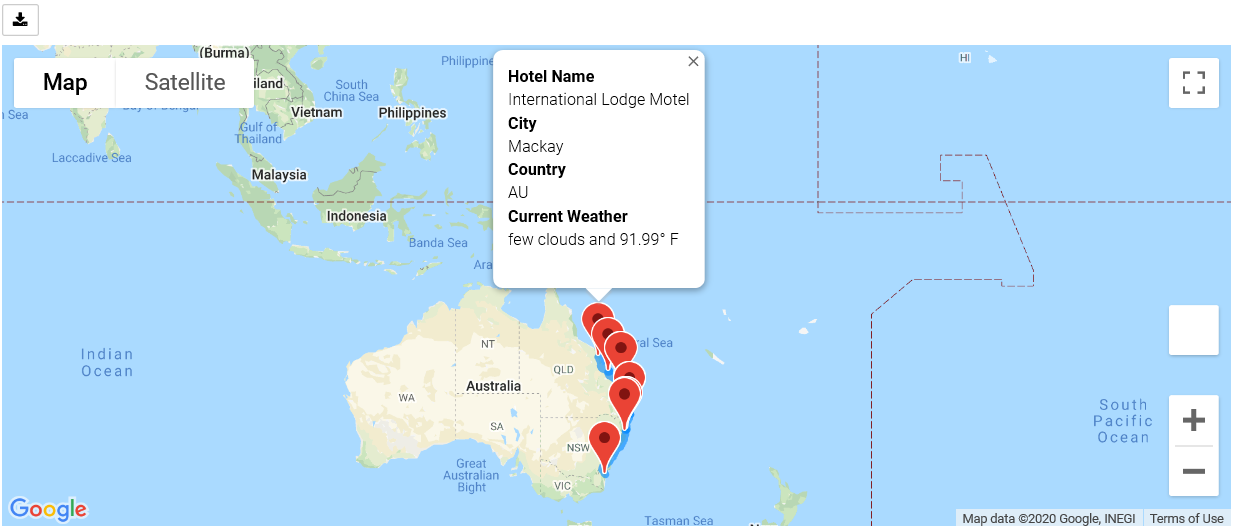 (Burma)
Philippine
HI
Map
Satellite
iland
South
China Sea
Vietnam
Philippines
Gulf of
Thailand
a Sea
Laccadive Sea
Malaysia
Indonesia
Banda Sea
Ara
Hotel Name
International Lodge Motel
City
Mackay
Country
AU
Current Weather
few clouds and 91.99° F
NT
ral Sea
Indian
Ocean
QLD
Australia
WA
SA
NSW
South
Pacific
Ocean
Great
Australian
Bight
VIC
Tasman Sea
Google
Map data ©2020 Google, INEGI
Terms of Use